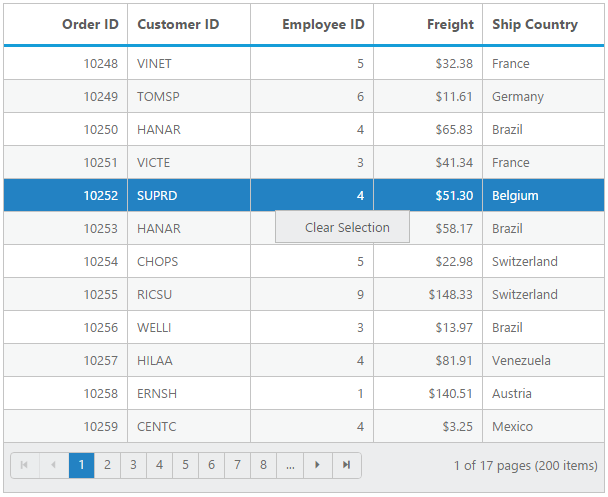 Order ID Customer ID Employee ID Freight Ship Country
10248 VINET 5 $32.38 France
10249 TOMSP 6 $11.61 Germany
10250 HANAR 4 $65.83 Brazil
10251 VICTE 3 $41.34 France
10252 SUPRD 4 $51.30 Belgium
10253 HANAR $58.17 Brazil
Clear Selection
10254 CHOPS 5 $22.98 Switzerland
10255 RICSU 9 $148.33 Switzerland
10256 WELLI 3 $13.97 Brazil
10257 HILAA 4 $81.91 Venezuela
10258 ERNSH 1 $140.51 Austria
10259 CENTC 4 $3.25 Mexico
1 2 3 4 5 6 7 8 ... 1 of 17 pages (200 items)